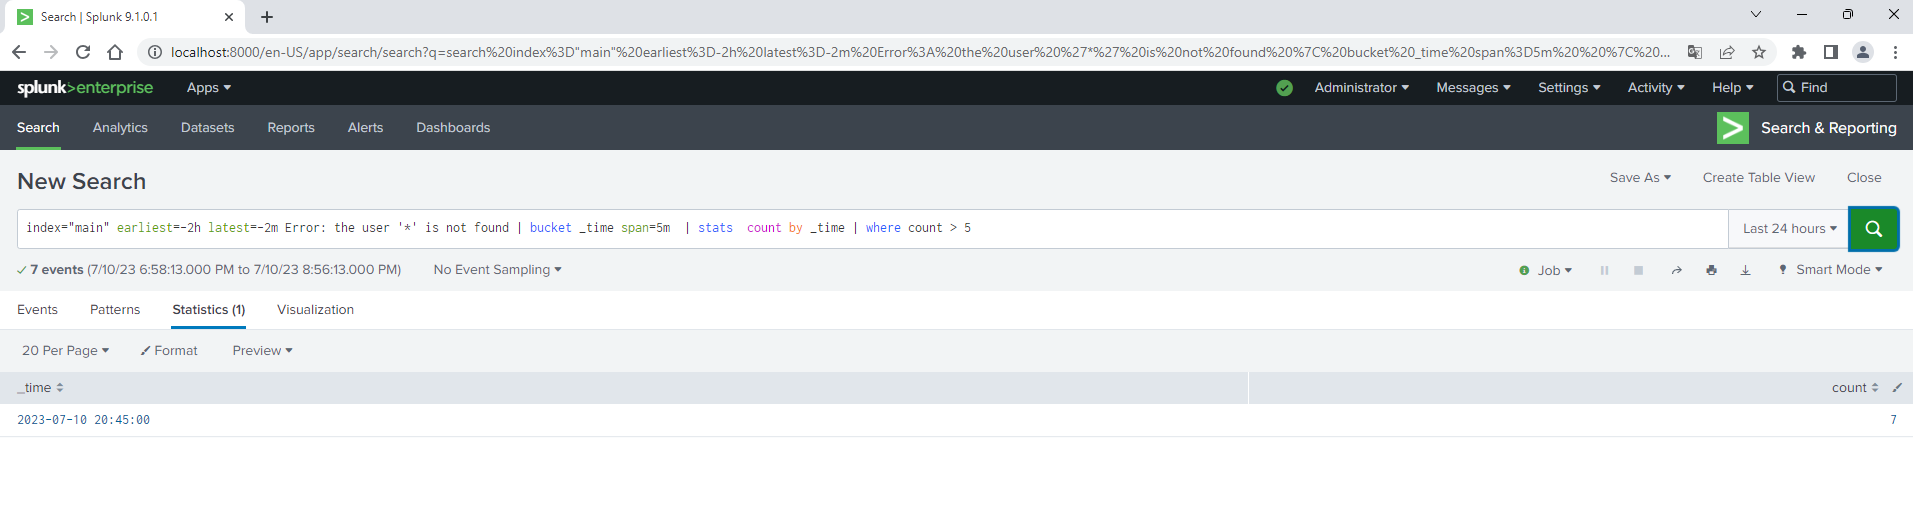 Search | Splunk 9.1.0.1
localhost:8000/en-US/app/search/search?q=search%20index%3D"main"%20earliest%3D-2h%20latest%3D-2m%20Error%3A%20the%20user%20%27*%27%20is%20not%20found%20%7C%20bucket%20_time%20span%3D5m%20%20%7C%20...
splunk>enterprise Apps Administrator Messages Settings Activity Help Find
Search Analytics Datasets Reports Alerts Dashboards Search & Reporting
New Search Save As Create Table View Close
index="main" earliest=-2h latest=-2m Error: the user '*' is not found | bucket _time span=5m  | stats  count by _time | where count > 5 Last 24 hours
7 events (7/10/23 6:58:13.000 PM to 7/10/23 8:56:13.000 PM) No Event Sampling Job Smart Mode
Events Patterns Statistics (1) Visualization
20 Per Page Format Preview
_time count
2023-07-10 20:45:00 7